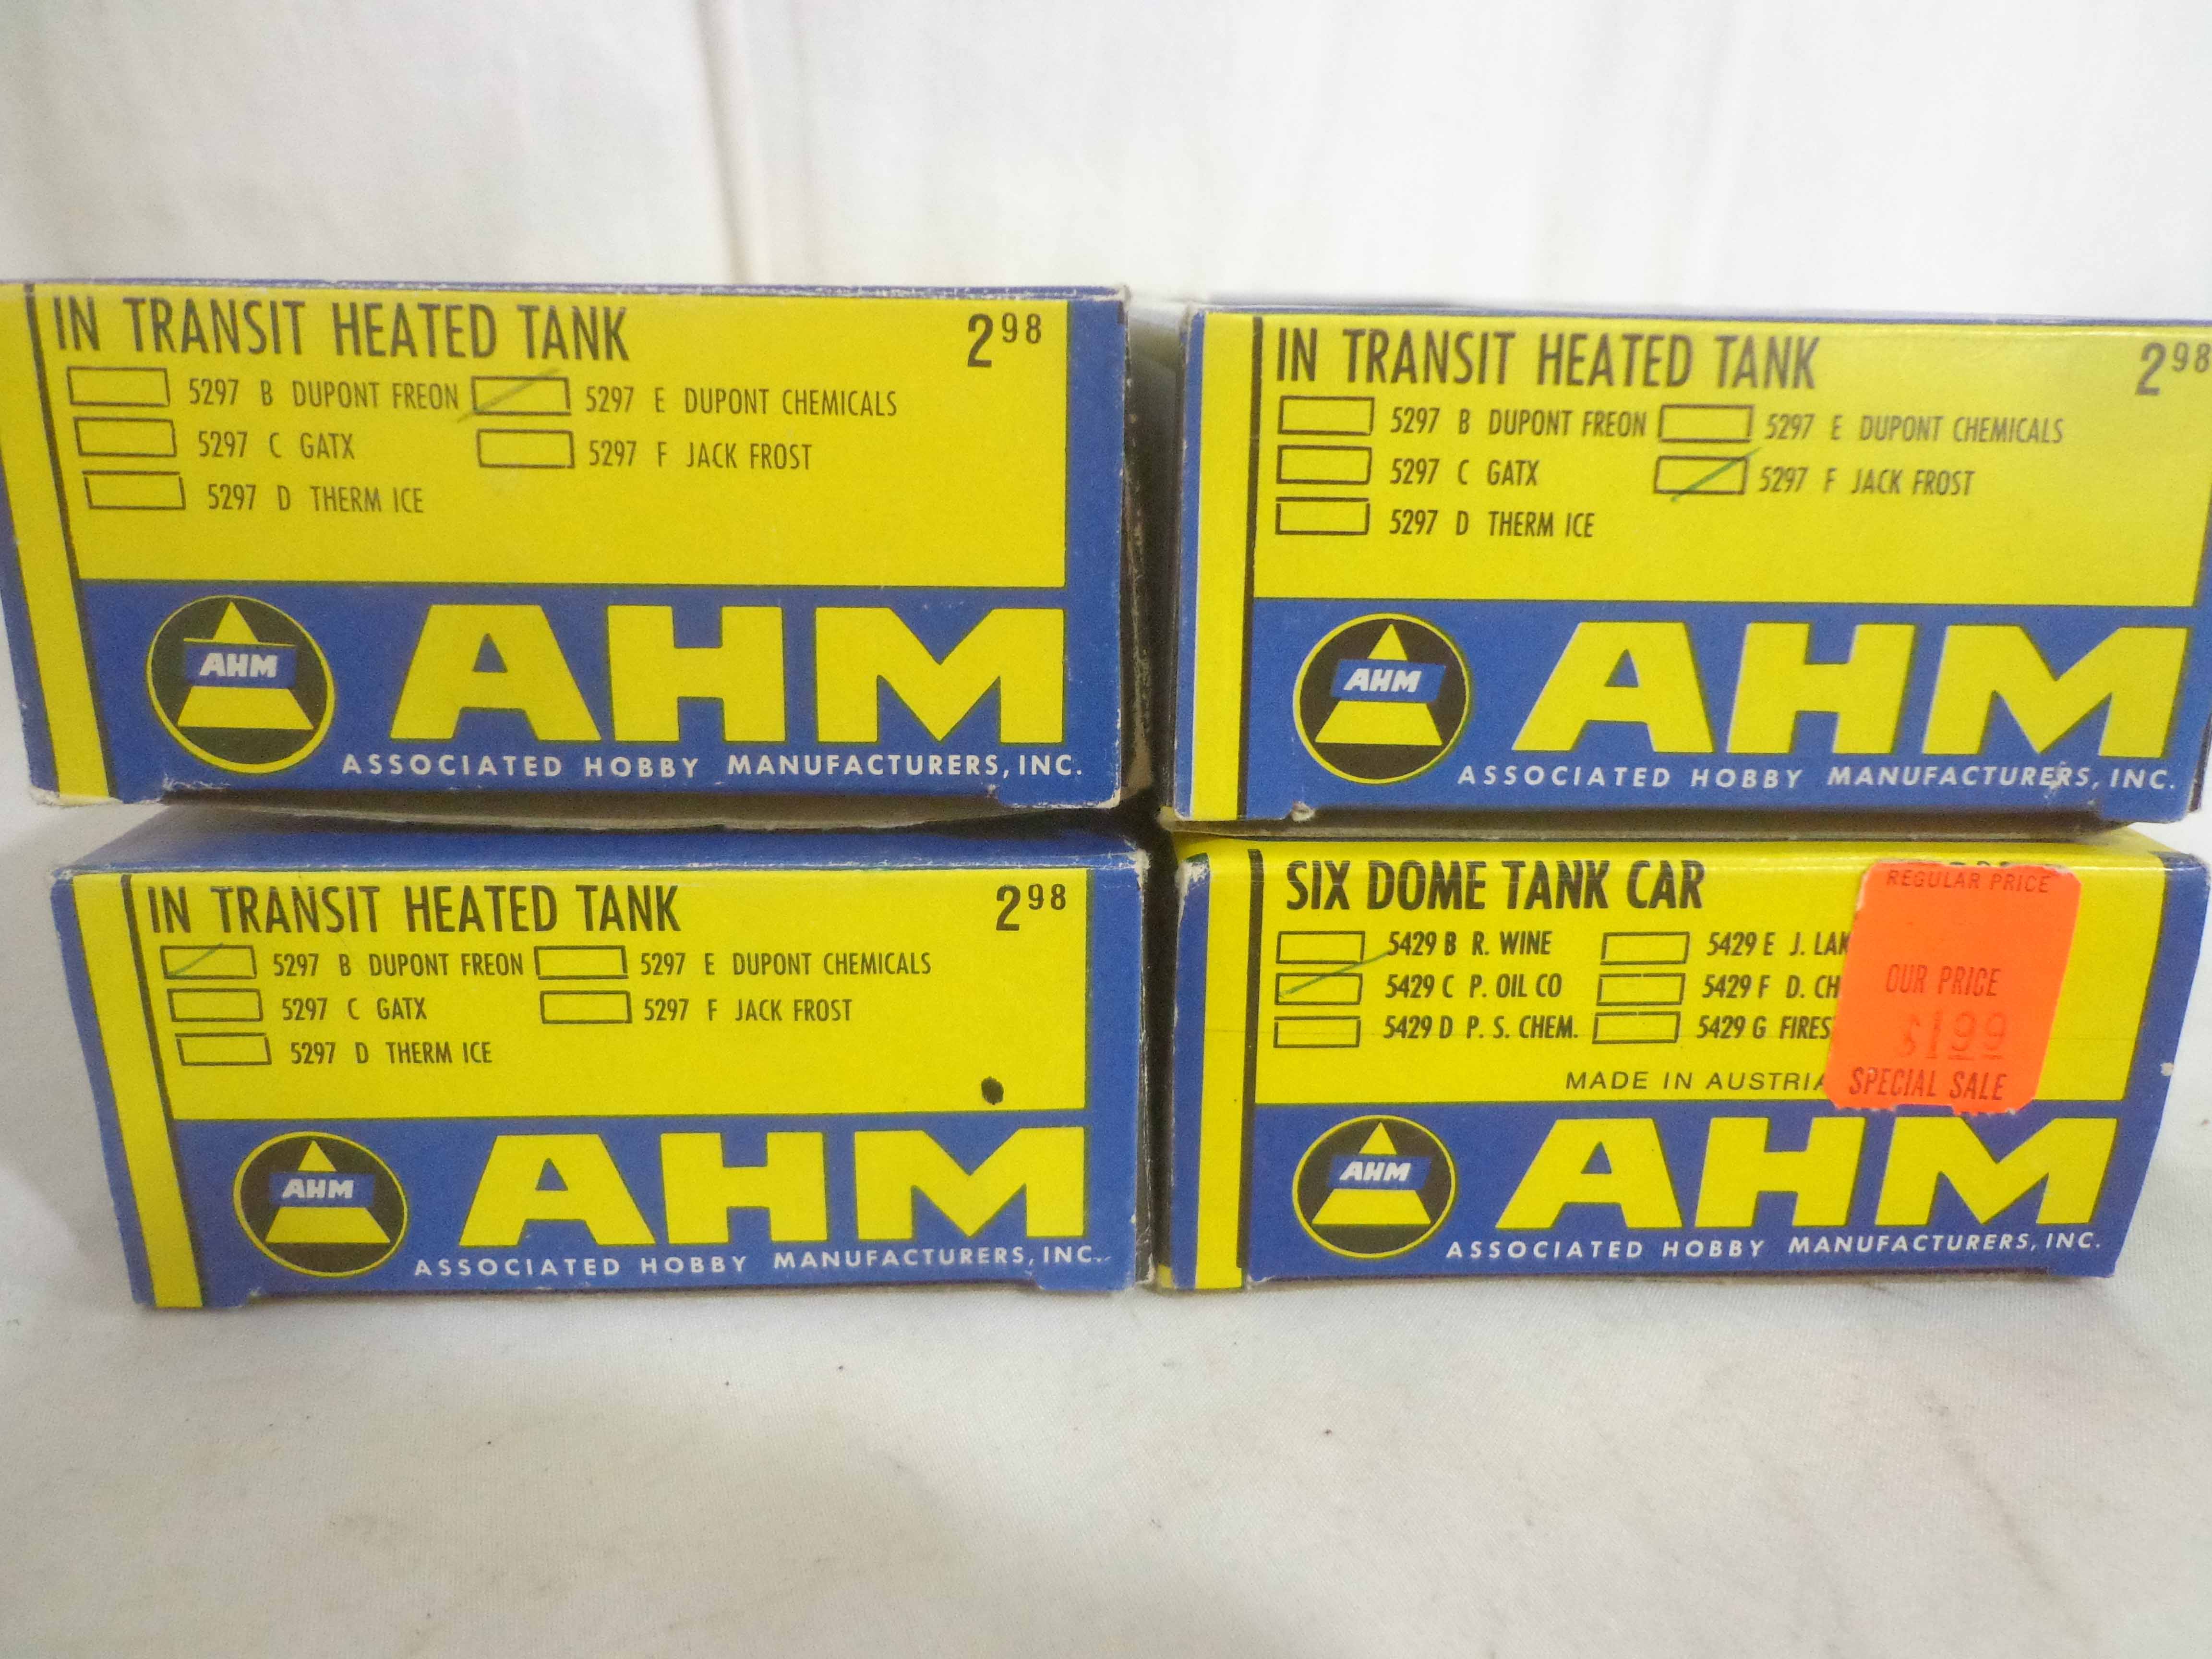 IN TRANSIT HEATED TANK 2 98
5297 B DUPONT FREON 5297 E DUPONT CHEMICALS
5297 C GATX 5297 F JACK FROST
5297 D THERM ICE
AHM AHM
ASSOCIATED HOBBY MANUFACTURERS, INC.
IN TRANSIT HEATED TANK 2 98
5297 B DUPONT FREON 5297 E DUPONT CHEMICALS
5297 C GATX 5297 F JACK FROST
5297 D THERM ICE
AHM AHM
ASSOCIATED HOBBY MANUFACTURERS, INC.
IN TRANSIT HEATED TANK 2 98
5297 B DUPONT FREON 5297 E DUPONT CHEMICALS
5297 C GATX 5297 F JACK FROST
5297 D THERM ICE
AHM AHM
ASSOCIATED HOBBY MANUFACTURERS, INC.
SIX DOME TANK CAR
5429 B R. WINE 5429 E J. LAK
5429 C P. OIL CO 5429 F D. CH
5429 D P. S. CHEM. 5429 G FIRES
MADE IN AUSTRIA
REGULAR PRICE
OUR PRICE
$1.99
SPECIAL SALE
AHM AHM
ASSOCIATED HOBBY MANUFACTURERS, INC.